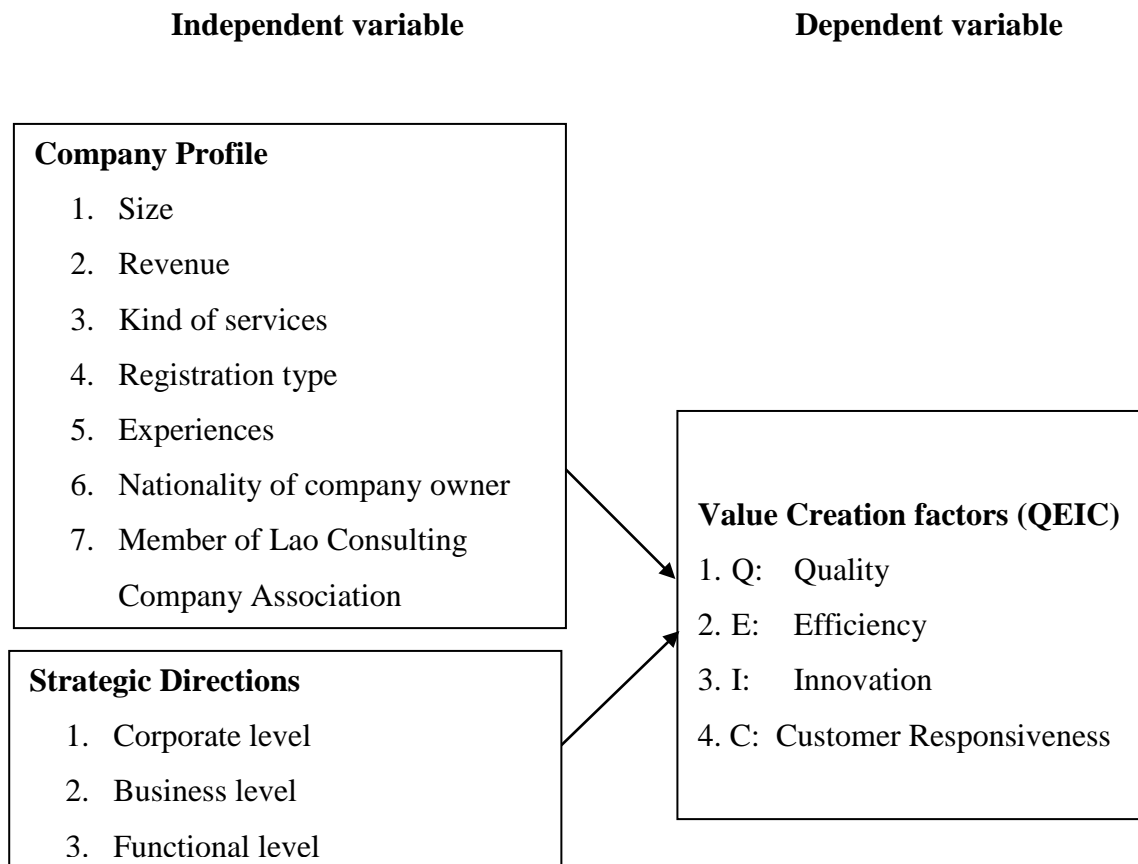 Independent variable
Dependent variable
Company Profile
1. Size
2. Revenue
3. Kind of services
4. Registration type
5. Experiences
6. Nationality of company owner
7. Member of Lao Consulting
Company Association
Strategic Directions
1. Corporate level
2. Business level
3. Functional level
Value Creation factors (QEIC)
1. Q: Quality
2. E: Efficiency
3. I: Innovation
4. C: Customer Responsiveness